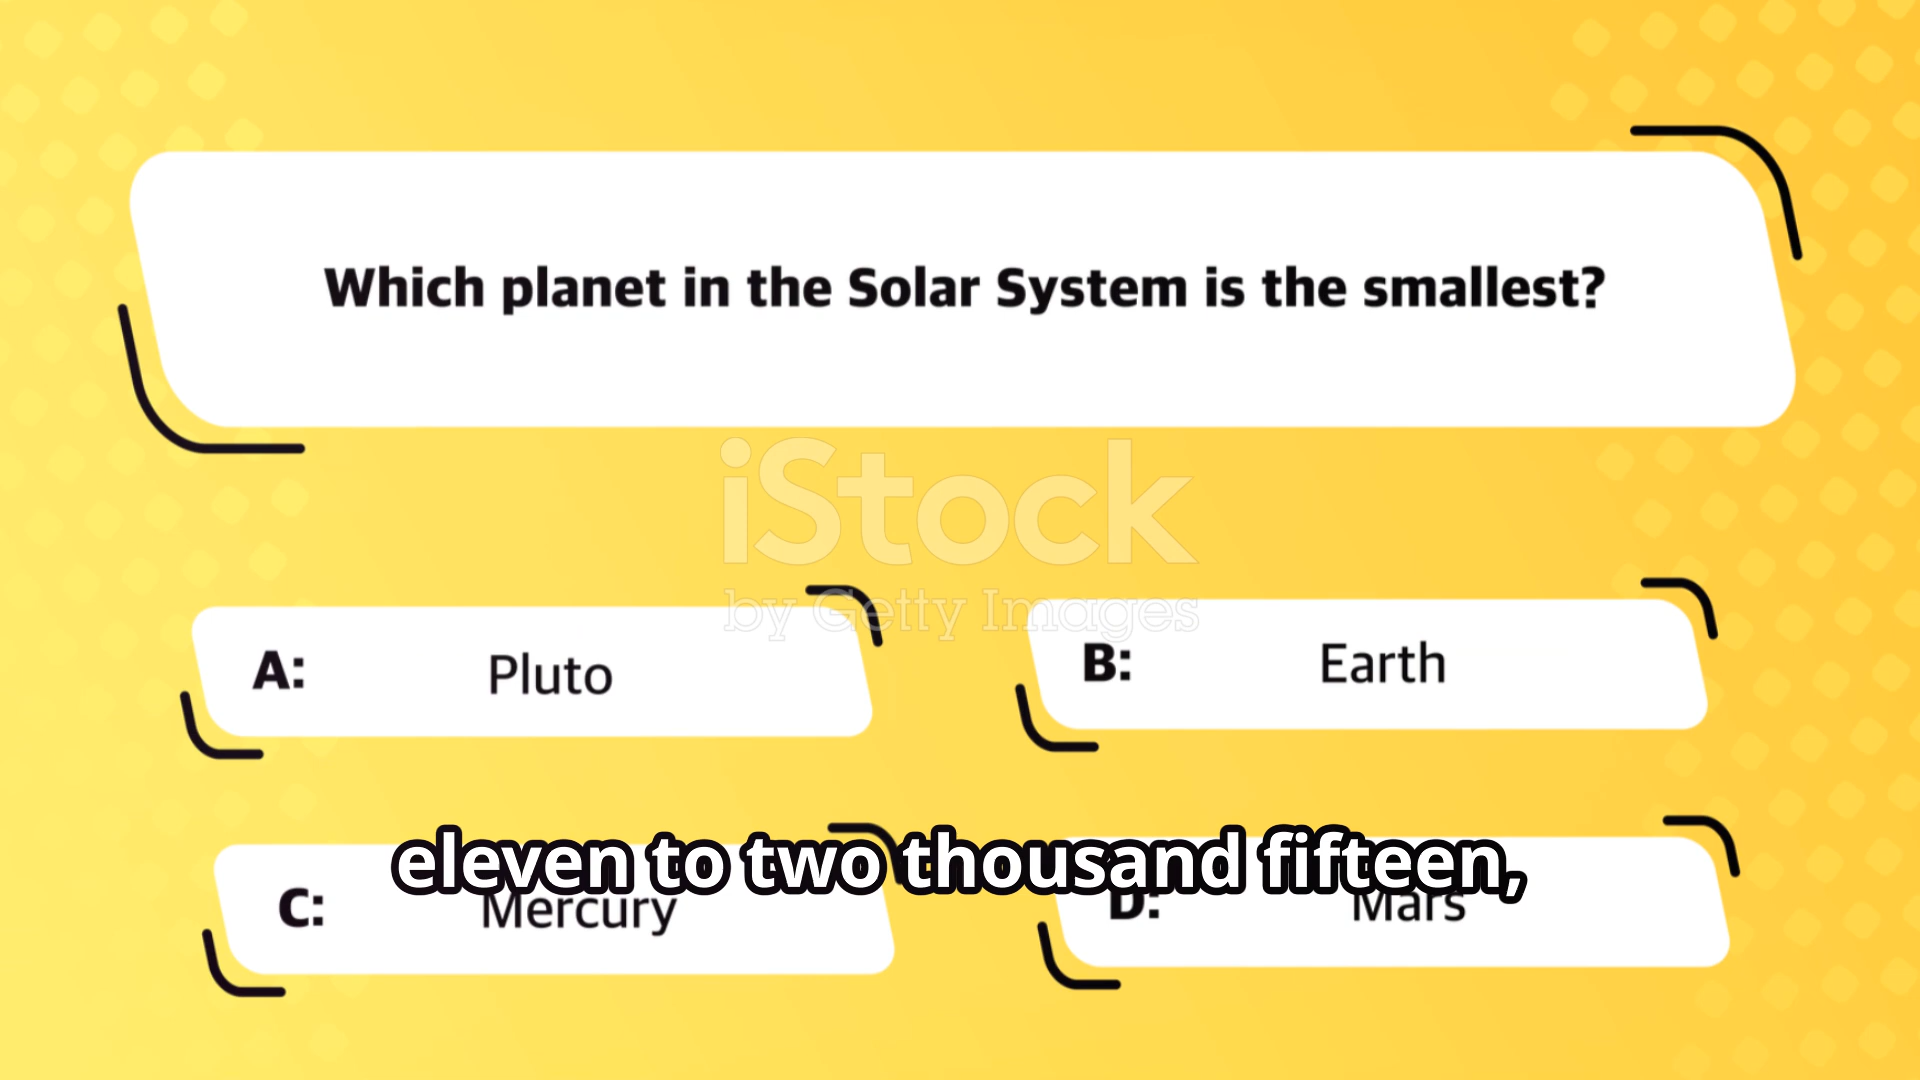 Which planet in the Solar System is the smallest?
iStock
by Getty Images
A: Pluto
B: Earth
eleven to two thousand fifteen,
C: Mercury
D: Mars